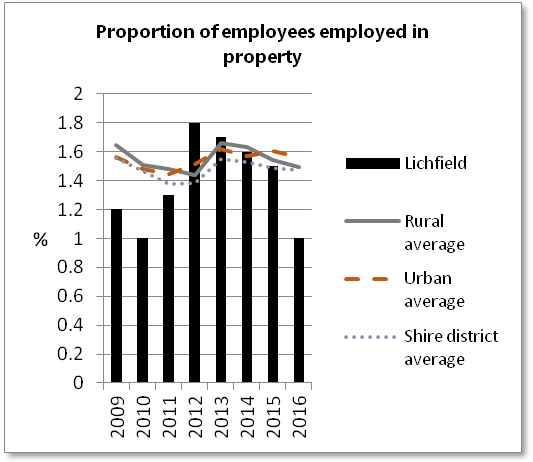 Proportion of employees employed in
property
2
1.8
1.6
1.4
1.2
1
0.8
0.6
0.4
0.2
0
%
2009
2010
2011
2012
2013
2014
2015
2016
Lichfield
Rural
average
Urban
average
Shire district
average